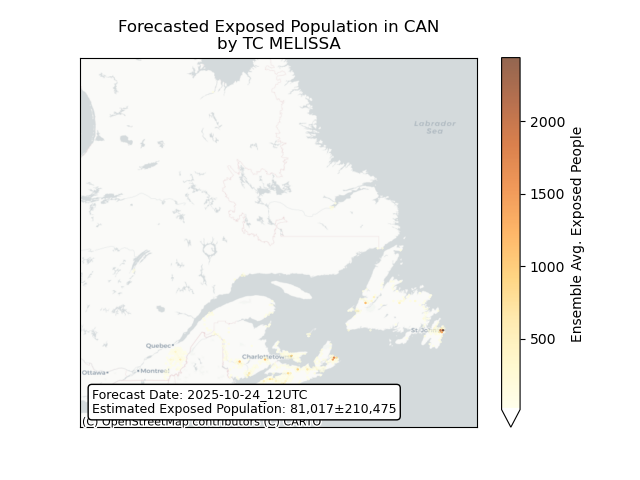 Forecasted Exposed Population in CAN
by TC MELISSA
Labrador
Sea
St. John's
Quebec
Charlottetown
Ottawa
Montreal
Forecast Date: 2025-10-24_12UTC
Estimated Exposed Population: 81,017±210,475
(C) OpenStreetMap contributors (C) CARTO
2000
1500
1000
500
Ensemble Avg. Exposed People